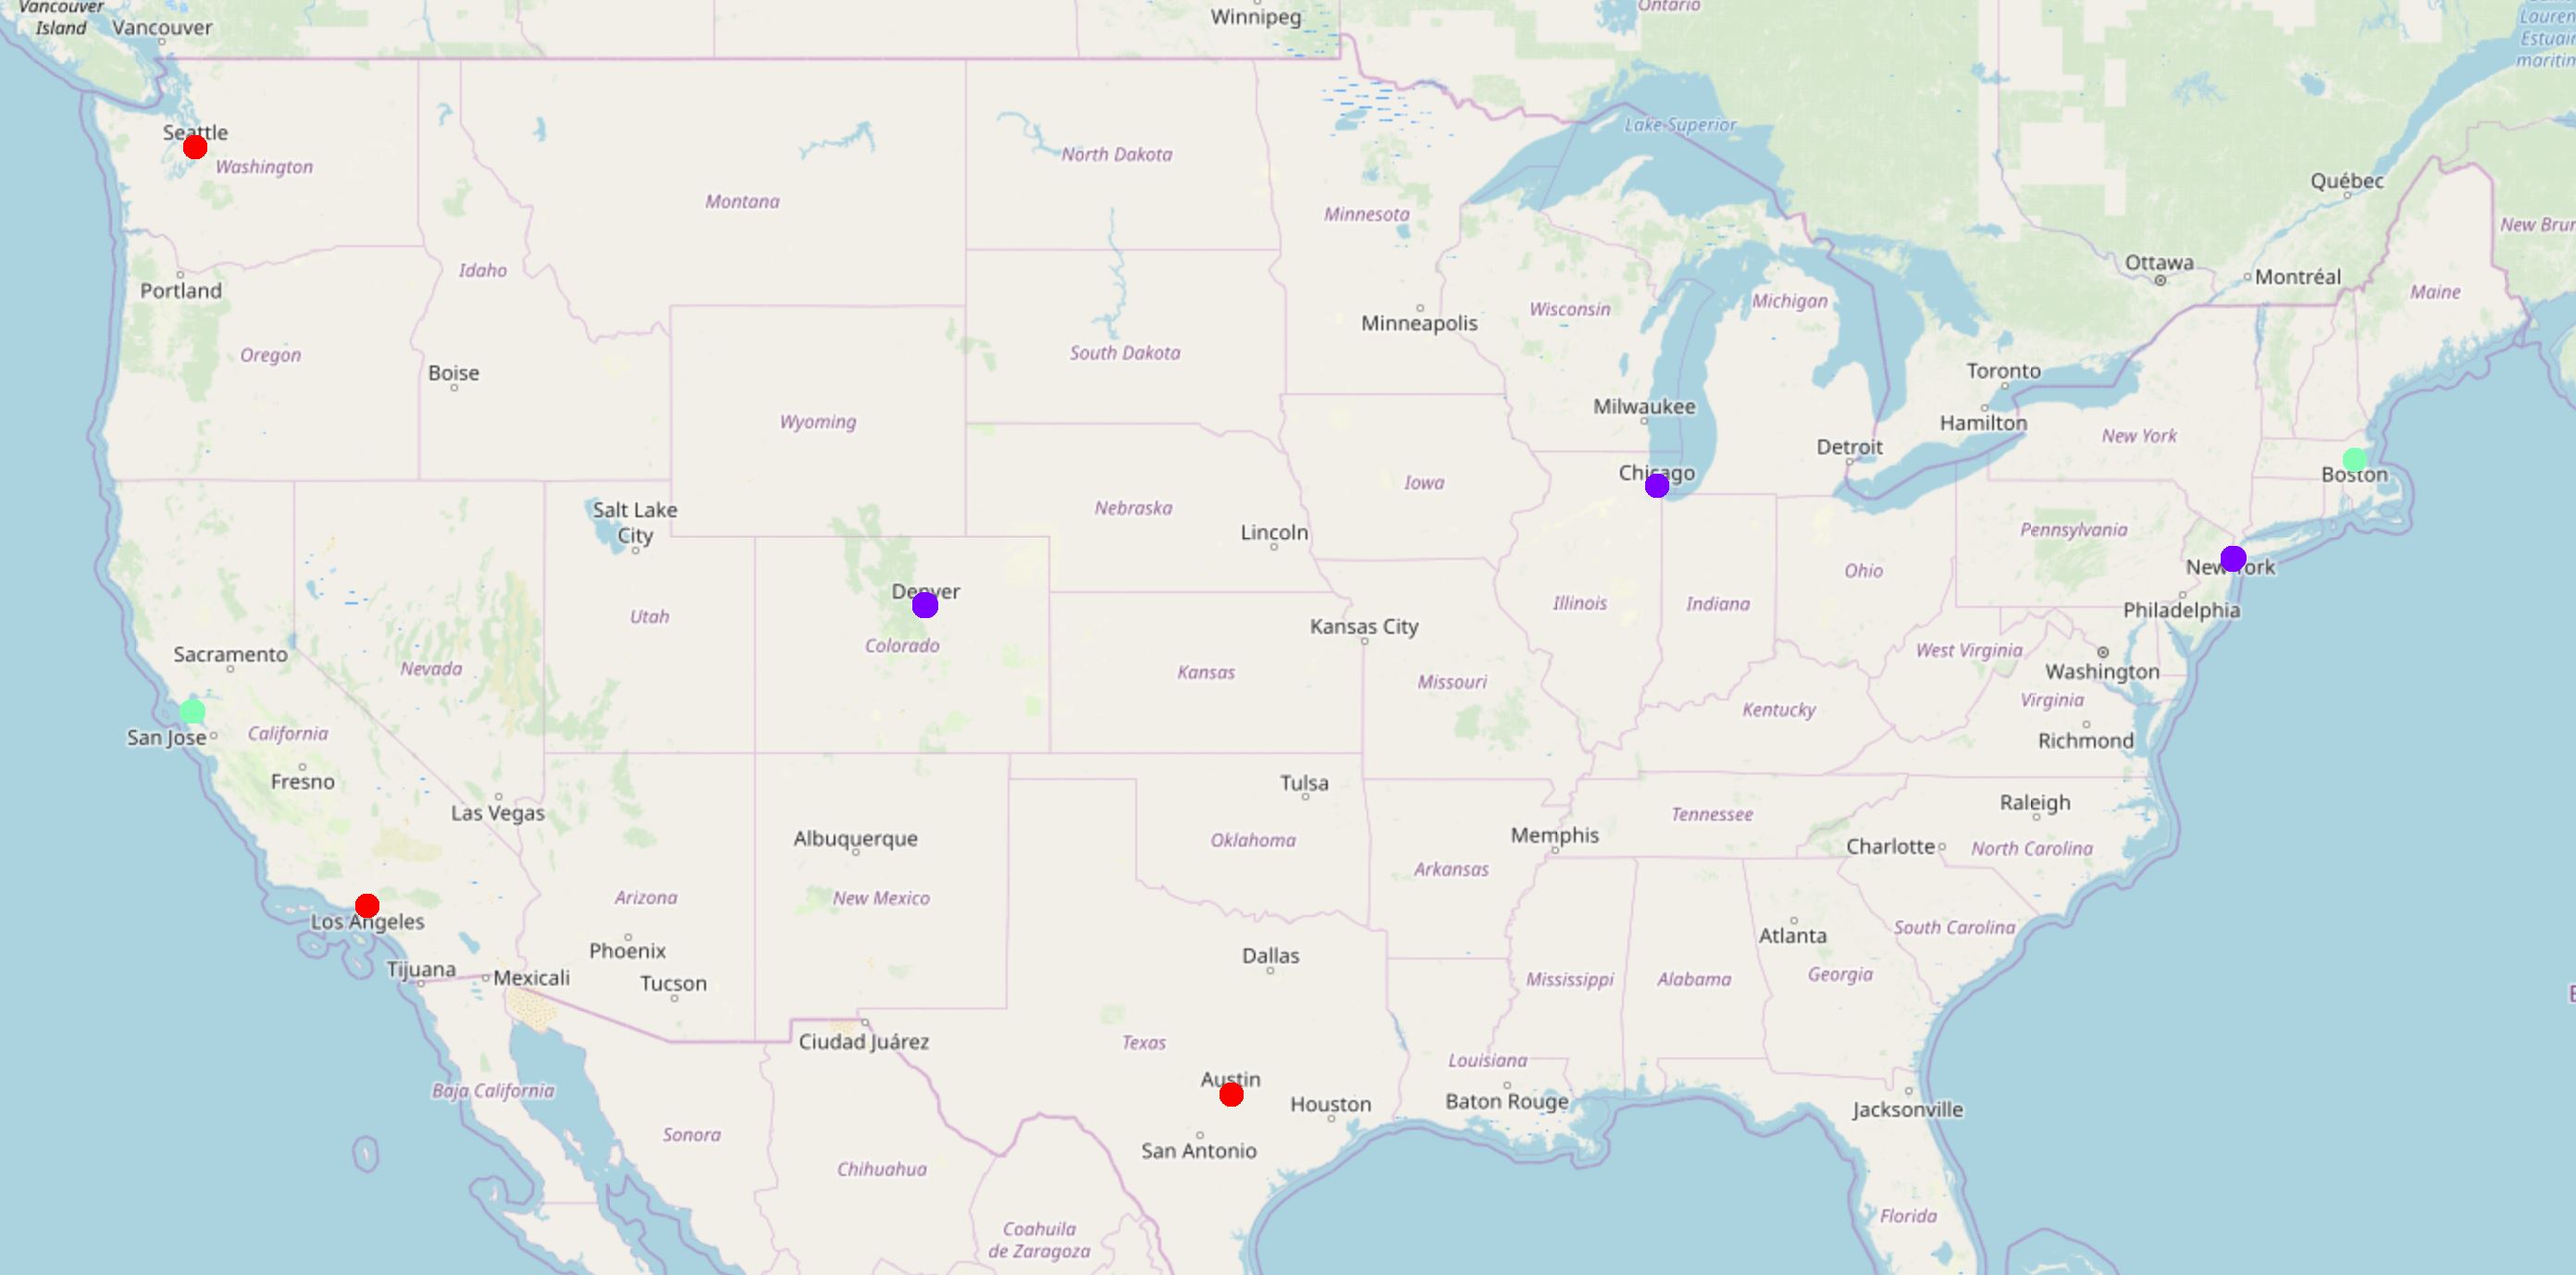 Vancouver
Island
Vancouver
Winnipeg
Ontario
Estuaire
Seattle
Washington
Montana
North Dakota
Minnesota
Lake Superior
Québec
Ottawa
Montréal
Maine
Portland
Idaho
Oregon
Boise
Wyoming
South Dakota
Minneapolis
Wisconsin
Michigan
Toronto
Hamilton
Milwaukee
Detroit
New York
Boston
Chicago
Iowa
Nebraska
Lincoln
Salt Lake
City
Pennsylvania
New York
Philadelphia
Ohio
Indiana
Illinois
Denver
Colorado
Utah
Nevada
Sacramento
San Jose
California
Fresno
Las Vegas
Kansas City
Kansas
Missouri
West Virginia
Washington
Virginia
Richmond
Kentucky
Tulsa
Oklahoma
Tennessee
Raleigh
Memphis
Charlotte
North Carolina
Albuquerque
New Mexico
Arizona
Arkansas
Los Angeles
Phoenix
Tucson
Tijuana
Mexicali
Dallas
Mississippi
Alabama
Atlanta
Georgia
South Carolina
Ciudad Juárez
Texas
Louisiana
Baja California
Austin
Houston
Baton Rouge
Jacksonville
San Antonio
Sonora
Chihuahua
Coahuila
de Zaragoza
Florida